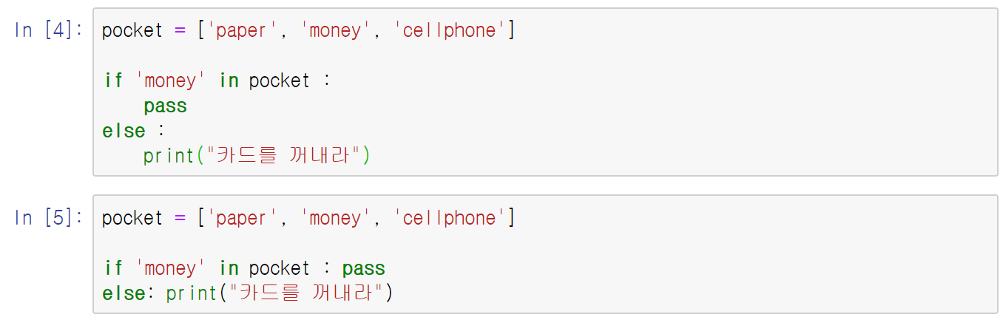 In [4]: pocket = ['paper', 'money', 'cellphone']
if 'money' in pocket :
    pass
else :
    print("카드를 꺼내라")
In [5]: pocket = ['paper', 'money', 'cellphone']
if 'money' in pocket : pass
else: print("카드를 꺼내라")